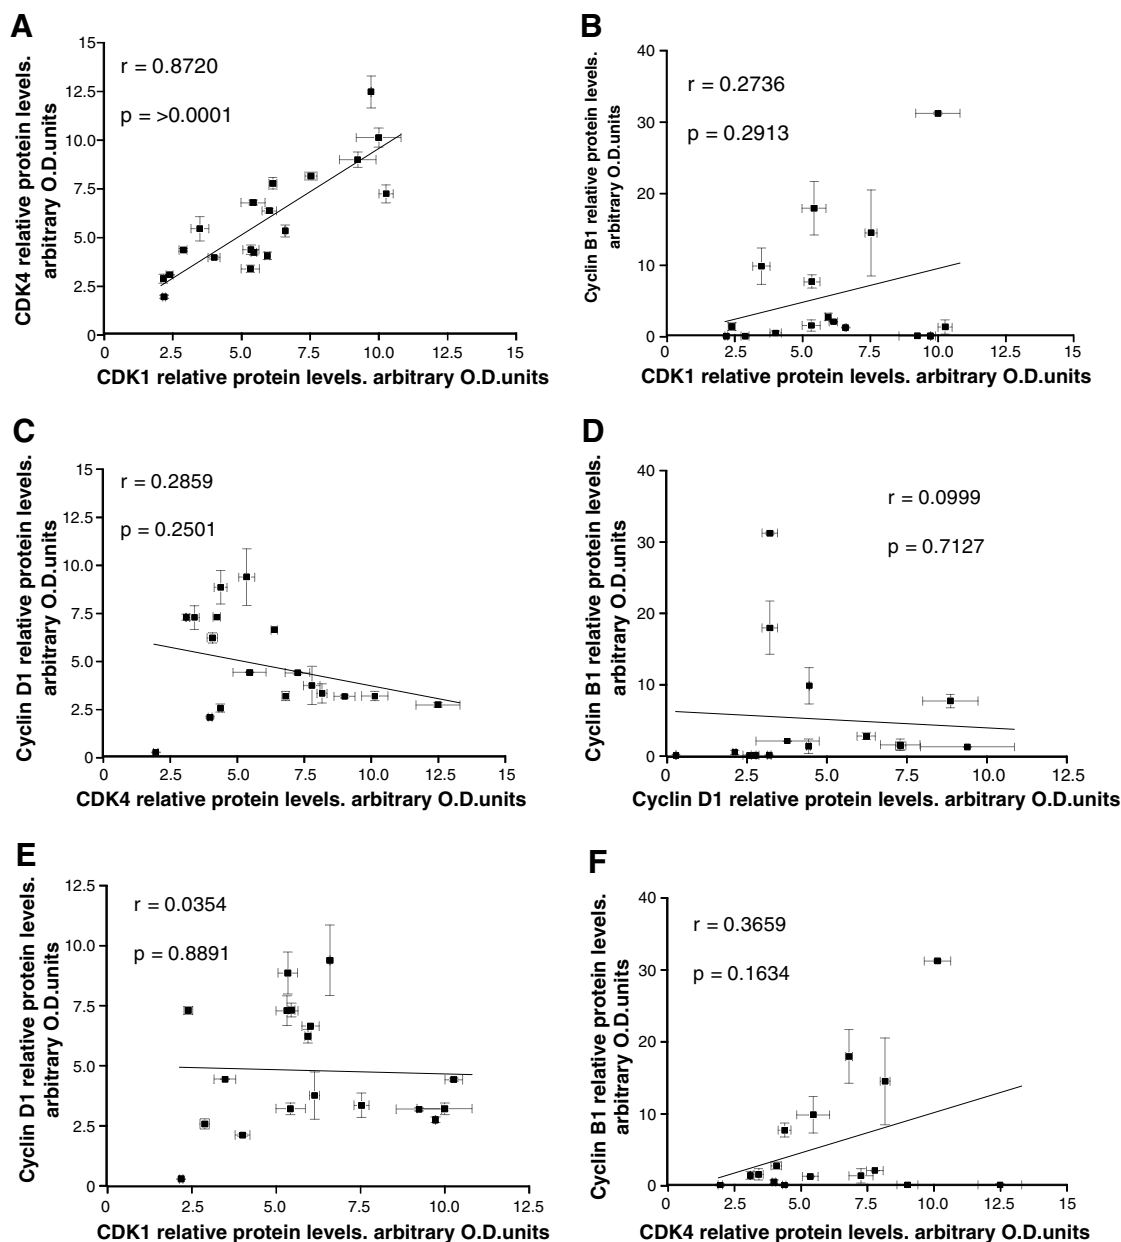 A
CDK4 relative protein levels.
arbitrary O.D.units
15
12.5
10.0
7.5
5.0
2.5
0
r = 0.8720
p = >0.0001
0 2.5 5.0 7.5 10.0 12.5 15
CDK1 relative protein levels. arbitrary O.D.units
B
Cyclin B1 relative protein levels.
arbitrary O.D.units
40
30
20
10
0
r = 0.2736
p = 0.2913
0 2.5 5.0 7.5 10.0 12.5 15
CDK1 relative protein levels. arbitrary O.D.units
C
Cyclin D1 relative protein levels.
arbitrary O.D.units
15
12.5
10.0
7.5
5.0
2.5
0
r = 0.2859
p = 0.2501
0 2.5 5.0 7.5 10.0 12.5 15
CDK4 relative protein levels. arbitrary O.D.units
D
Cyclin B1 relative protein levels.
arbitrary O.D.units
40
30
20
10
0
r = 0.0999
p = 0.7127
0 2.5 5.0 7.5 10.0 12.5
Cyclin D1 relative protein levels. arbitrary O.D.units
E
Cyclin D1 relative protein levels.
arbitrary O.D.units
12.5
10.0
7.5
5.0
2.5
0
r = 0.0354
p = 0.8891
0 2.5 5.0 7.5 10.0 12.5
CDK1 relative protein levels. arbitrary O.D.units
F
Cyclin B1 relative protein levels.
arbitrary O.D.units
40
30
20
10
0
r = 0.3659
p = 0.1634
0 2.5 5.0 7.5 10.0 12.5 15
CDK4 relative protein levels. arbitrary O.D.units